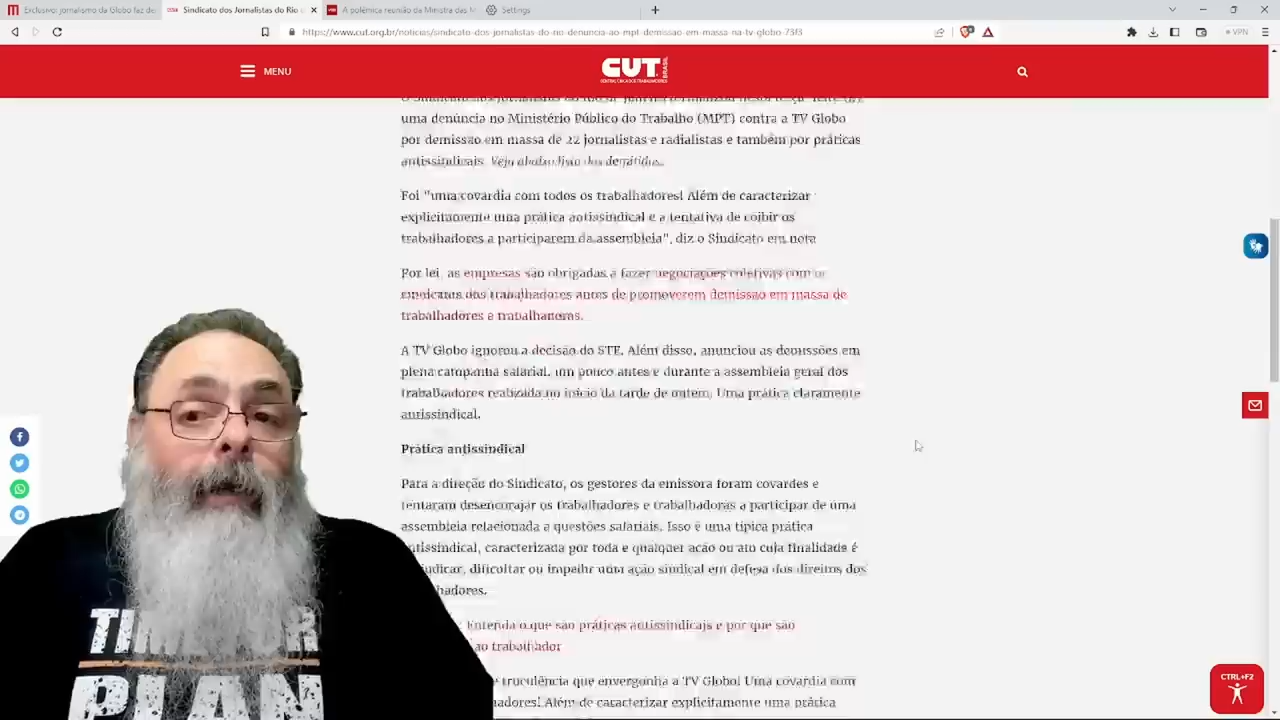 Exclusivo: jornalismo da Globo faz de
Sindicato dos Jornalistas do Rio
A polêmica reunião da Ministra das M
Settings
https://www.cut.org.br/noticias/sindicato-dos-jornalistas-do-rio-denuncia-ao-mpt-demissao-em-massa-na-tv-globo-73f3
VPN
MENU
CUT BRASIL
CENTRAL ÚNICA DOS TRABALHADORES
uma denúncia no Ministério Público do Trabalho (MPT) contra a TV Globo
por demissão em massa de 22 jornalistas e radialistas e também por práticas
antissindicais.
Foi "uma covardia com todos os trabalhadores! Além de caracterizar
explicitamente uma prática antissindical e a tentativa de coibir os
trabalhadores a participarem da assembleia", diz o Sindicato em nota
Por lei, as empresas são obrigadas a fazer negociações coletivas com os
sindicatos dos trabalhadores antes de promoverem demissão em massa de
trabalhadores e trabalhadoras.
A TV Globo ignorou a decisão do STF. Além disso, anunciou as demissões em
plena campanha salarial, um pouco antes e durante a assembleia geral dos
trabalhadores realizada no início da tarde de ontem. Uma prática claramente
antissindical.
Prática antissindical
Para a direção do Sindicato, os gestores da emissora foram covardes e
tentaram desencorajar os trabalhadores e trabalhadoras a participar de uma
assembleia relacionada a questões salariais. Isso é uma típica prática
antissindical, caracterizada por toda e qualquer ação ou ato cuja finalidade é
judicar, dificultar ou impedir uma ação sindical em defesa dos direitos dos
balhadores.
Entenda o que são práticas antissindicais e por que são
ao trabalhador
e truculência que envergonha a TV Globo! Uma covardia com
adores! Além de caracterizar explicitamente uma prática
CTRL+F2
PLAN